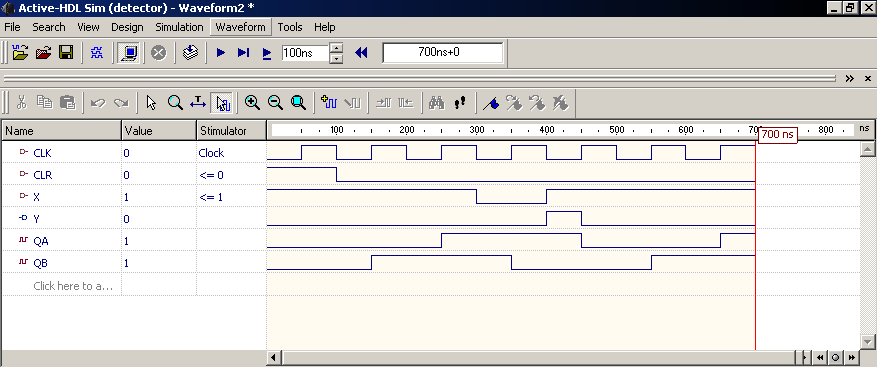 Active-HDL Sim (detector) - Waveform2 *
File Search View Design Simulation Waveform Tools Help
100ns 700ns+0
Name Value Stimulator 100 200 300 400 500 600 700 800 ns
700 ns
CLK 0 Clock
CLR 0 <= 0
X 1 <= 1
Y 0
QA 1
QB 1
Click here to a...